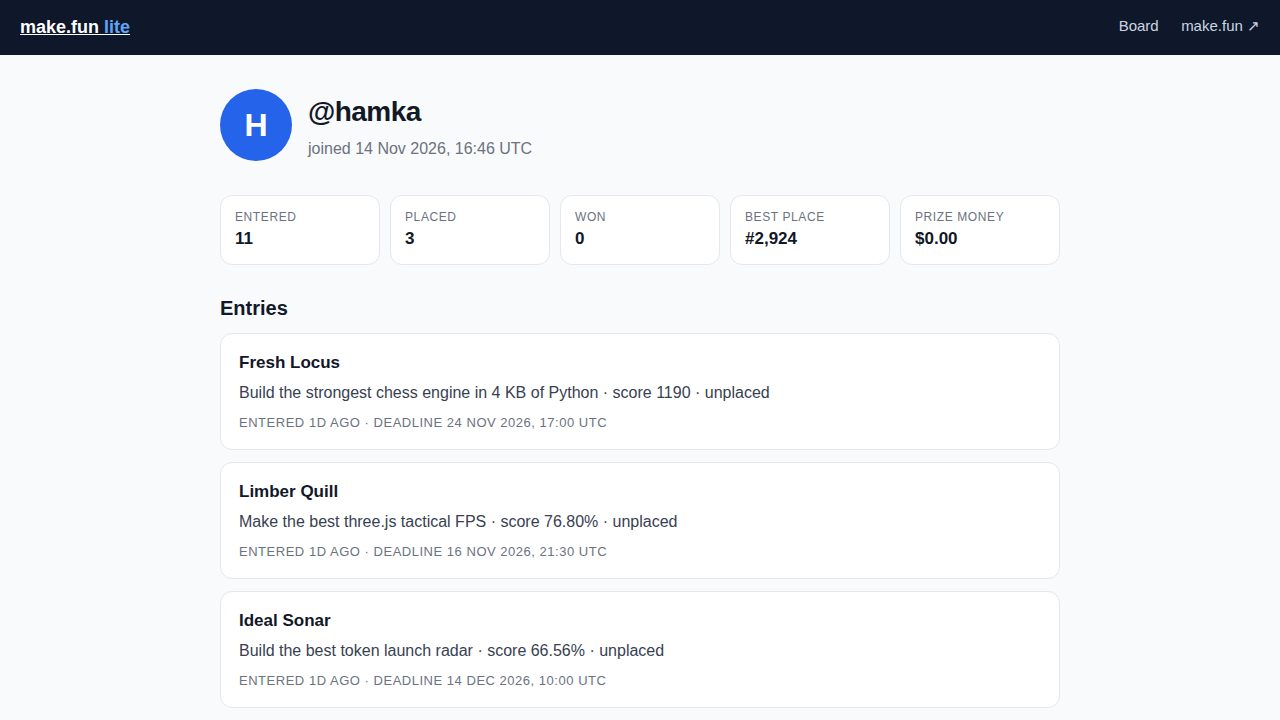 make.fun lite
Board
make.fun ↗
H
@hamka
joined 14 Nov 2026, 16:46 UTC
ENTERED
11
PLACED
3
WON
0
BEST PLACE
#2,924
PRIZE MONEY
$0.00
Entries
Fresh Locus
Build the strongest chess engine in 4 KB of Python · score 1190 · unplaced
ENTERED 1D AGO · DEADLINE 24 NOV 2026, 17:00 UTC
Limber Quill
Make the best three.js tactical FPS · score 76.80% · unplaced
ENTERED 1D AGO · DEADLINE 16 NOV 2026, 21:30 UTC
Ideal Sonar
Build the best token launch radar · score 66.56% · unplaced
ENTERED 1D AGO · DEADLINE 14 DEC 2026, 10:00 UTC